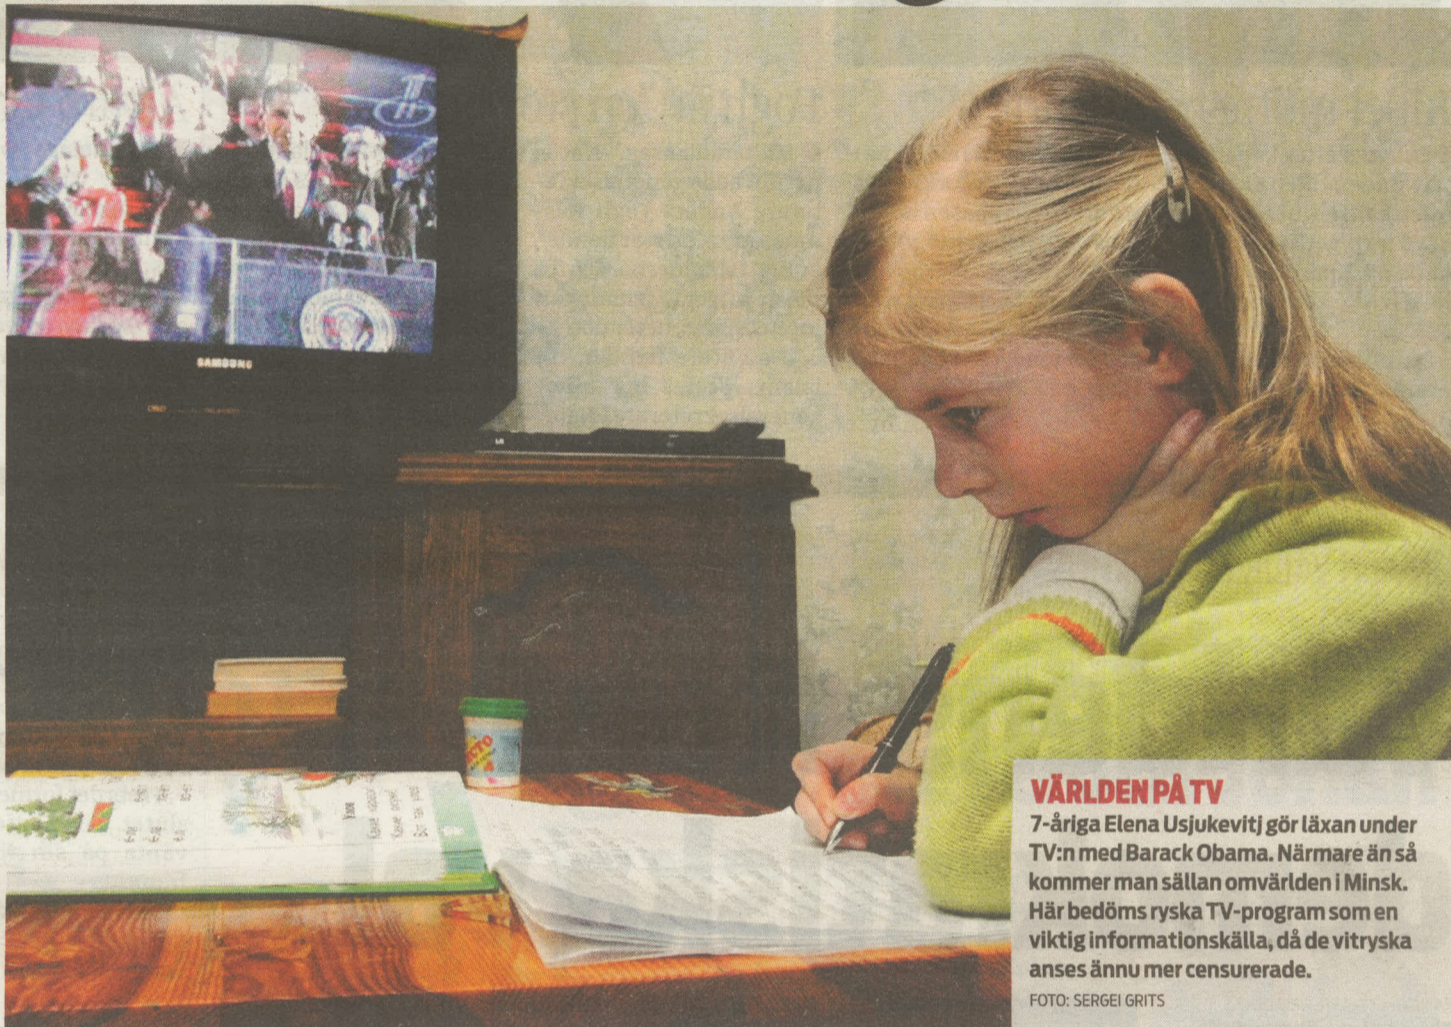 SAMSUNG
LG
VÄRLDEN PÅ TV
7-åriga Elena Usjukevitj gör läxan under
TV:n med Barack Obama. Närmare än så
kommer man sällan omvärlden i Minsk.
Här bedöms ryska TV-program som en
viktig informationskälla, då de vitryska
anses ännu mer censurerade.
FOTO: SERGEI GRITS